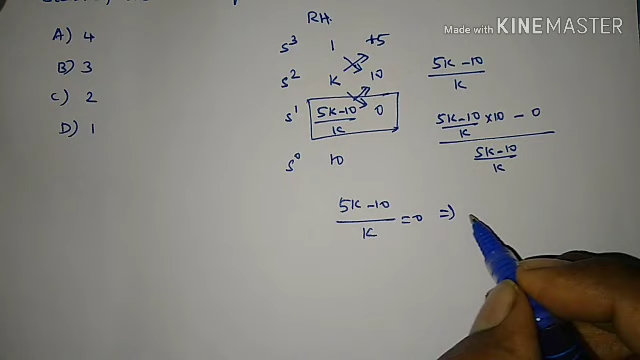 Made with KINEMASTER
RH.
A) 4
B) 3
C) 2
D) 1
s³ 1 +5
s² k 10
s¹ 5k-10/k 0
s⁰ 10
5k-10/k
5k-10/k × 10 - 0
5k-10/k
5k-10/k = 0 =>